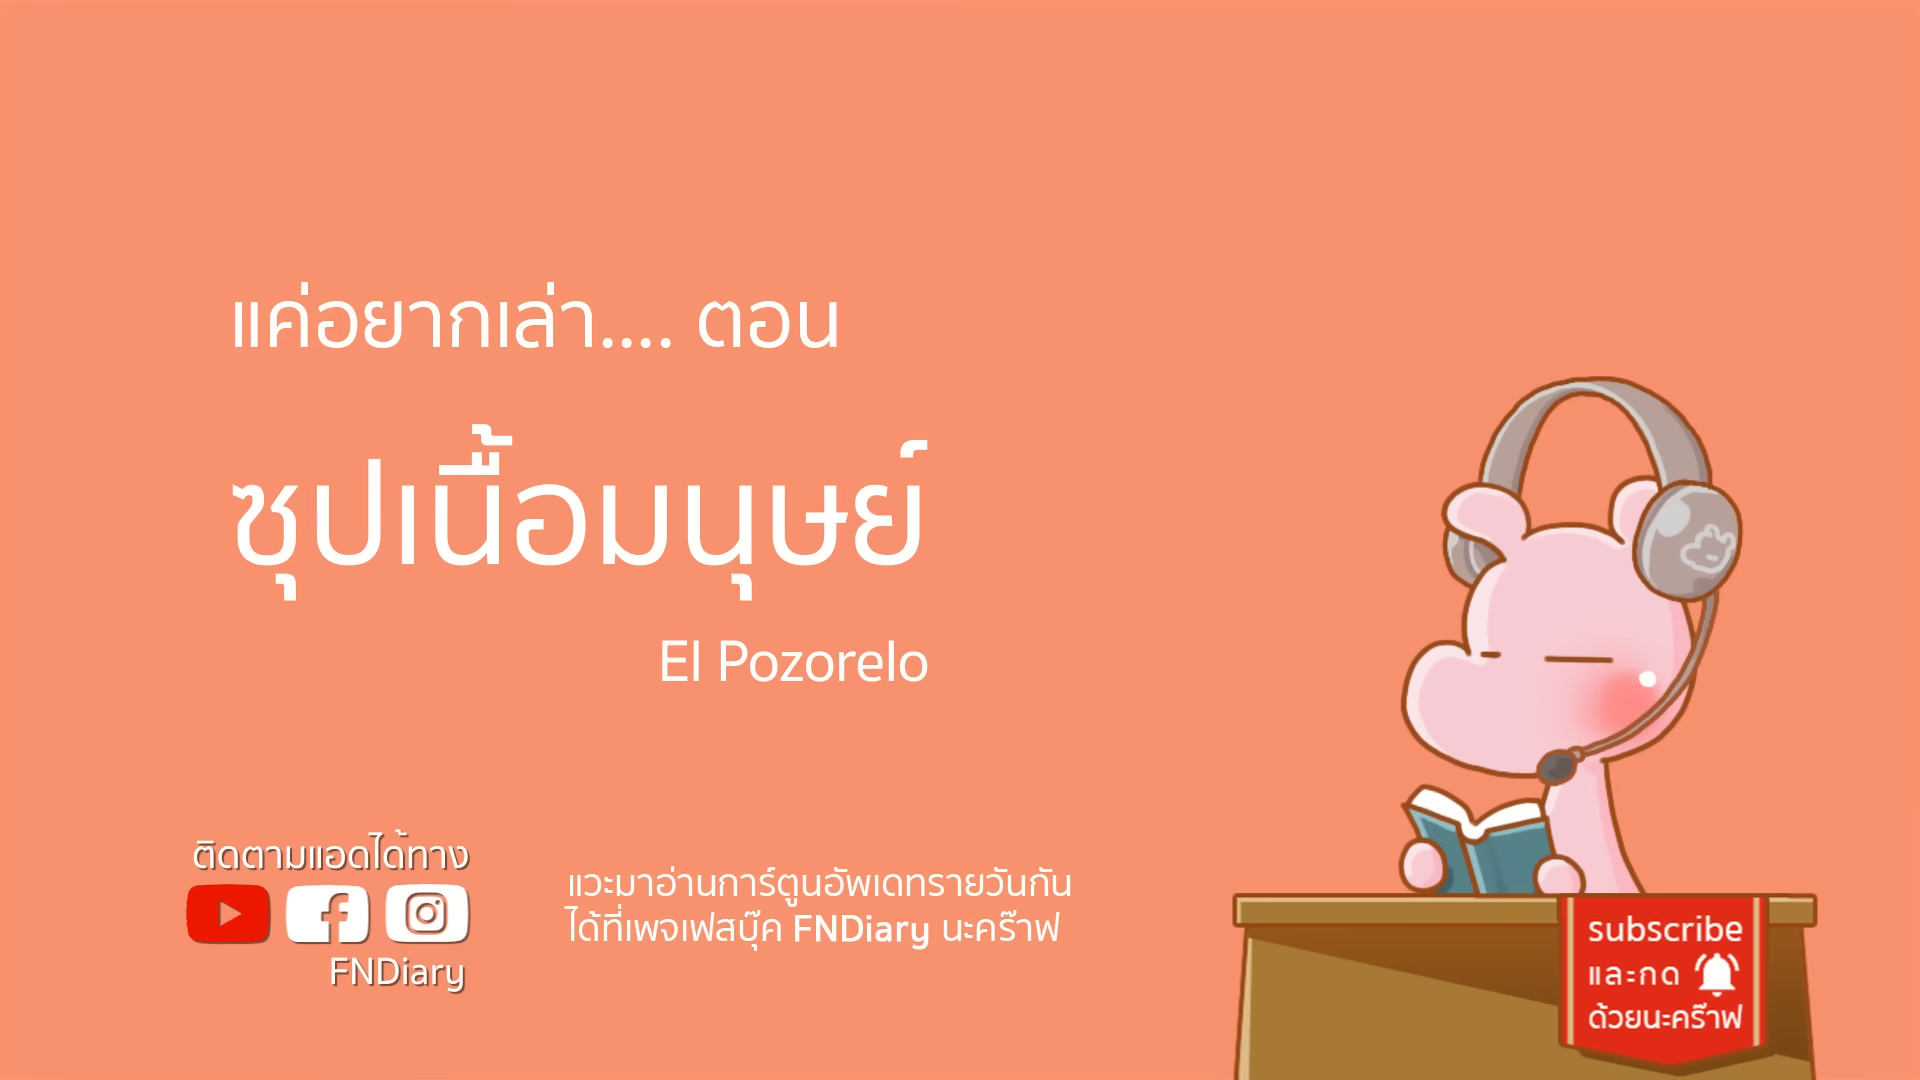 แค่อยากเล่า.... ตอน
ซุปเนื้อมนุษย์
El Pozorelo
ติดตามแอดได้ทาง
FNDiary
แวะมาอ่านการ์ตูนอัพเดทรายวันกัน
ได้ที่เพจเฟสบุ๊ค FNDiary นะคร๊าฟ
subscribe
และกด
ด้วยนะคร๊าฟ